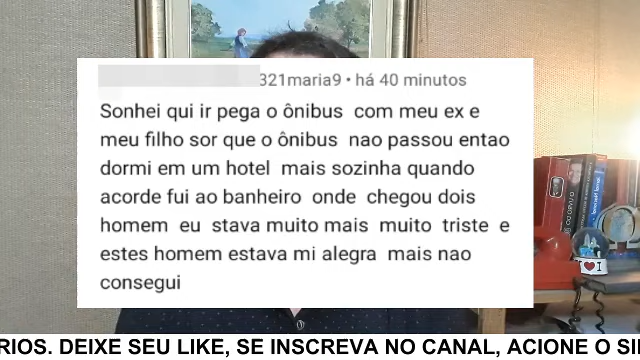 321maria9 • há 40 minutos
Sonhei qui ir pega o ônibus com meu ex e
meu filho sor que o ônibus nao passou entao
dormi em um hotel mais sozinha quando
acorde fui ao banheiro onde chegou dois
homem eu stava muito mais muito triste e
estes homem estava mi alegra mais nao
consegui
RIOS. DEIXE SEU LIKE, SE INSCREVA NO CANAL, ACIONE O SI